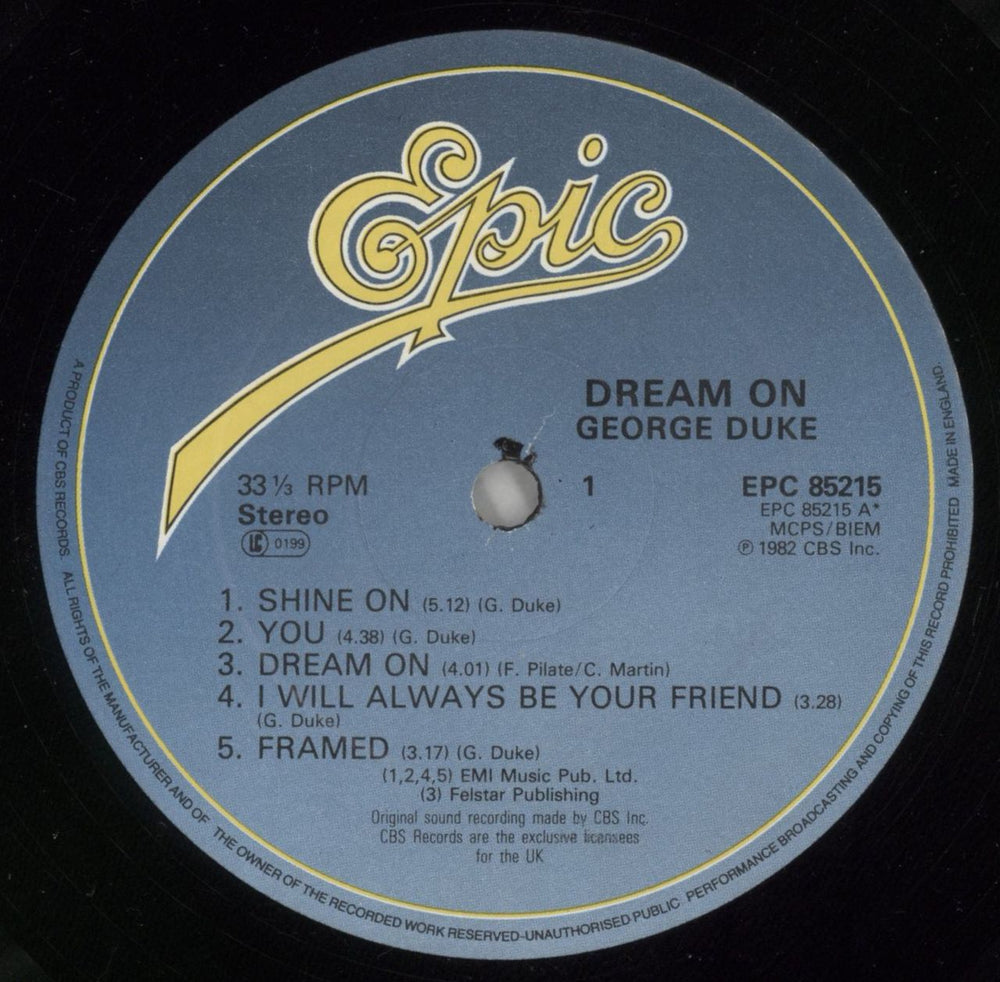 Epic
DREAM ON
GEORGE DUKE
33 ⅓ RPM
Stereo
LC 0199
1
EPC 85215
EPC 85215 A*
MCPS/BIEM
℗ 1982 CBS Inc.
1. SHINE ON (5.12) (G. Duke)
2. YOU (4.38) (G. Duke)
3. DREAM ON (4.01) (F. Pilate/C. Martin)
4. I WILL ALWAYS BE YOUR FRIEND (3.28)
(G. Duke)
5. FRAMED (3.17) (G. Duke)
(1,2,4,5) EMI Music Pub. Ltd.
(3) Felstar Publishing
Original sound recording made by CBS Inc.
CBS Records are the exclusive licensees
for the UK
A PRODUCT OF CBS RECORDS. ALL RIGHTS OF THE MANUFACTURER AND OF THE OWNER OF THE RECORDED WORK RESERVED-UNAUTHORISED PUBLIC PERFORMANCE BROADCASTING AND COPYING OF THIS RECORD PROHIBITED MADE IN ENGLAND.